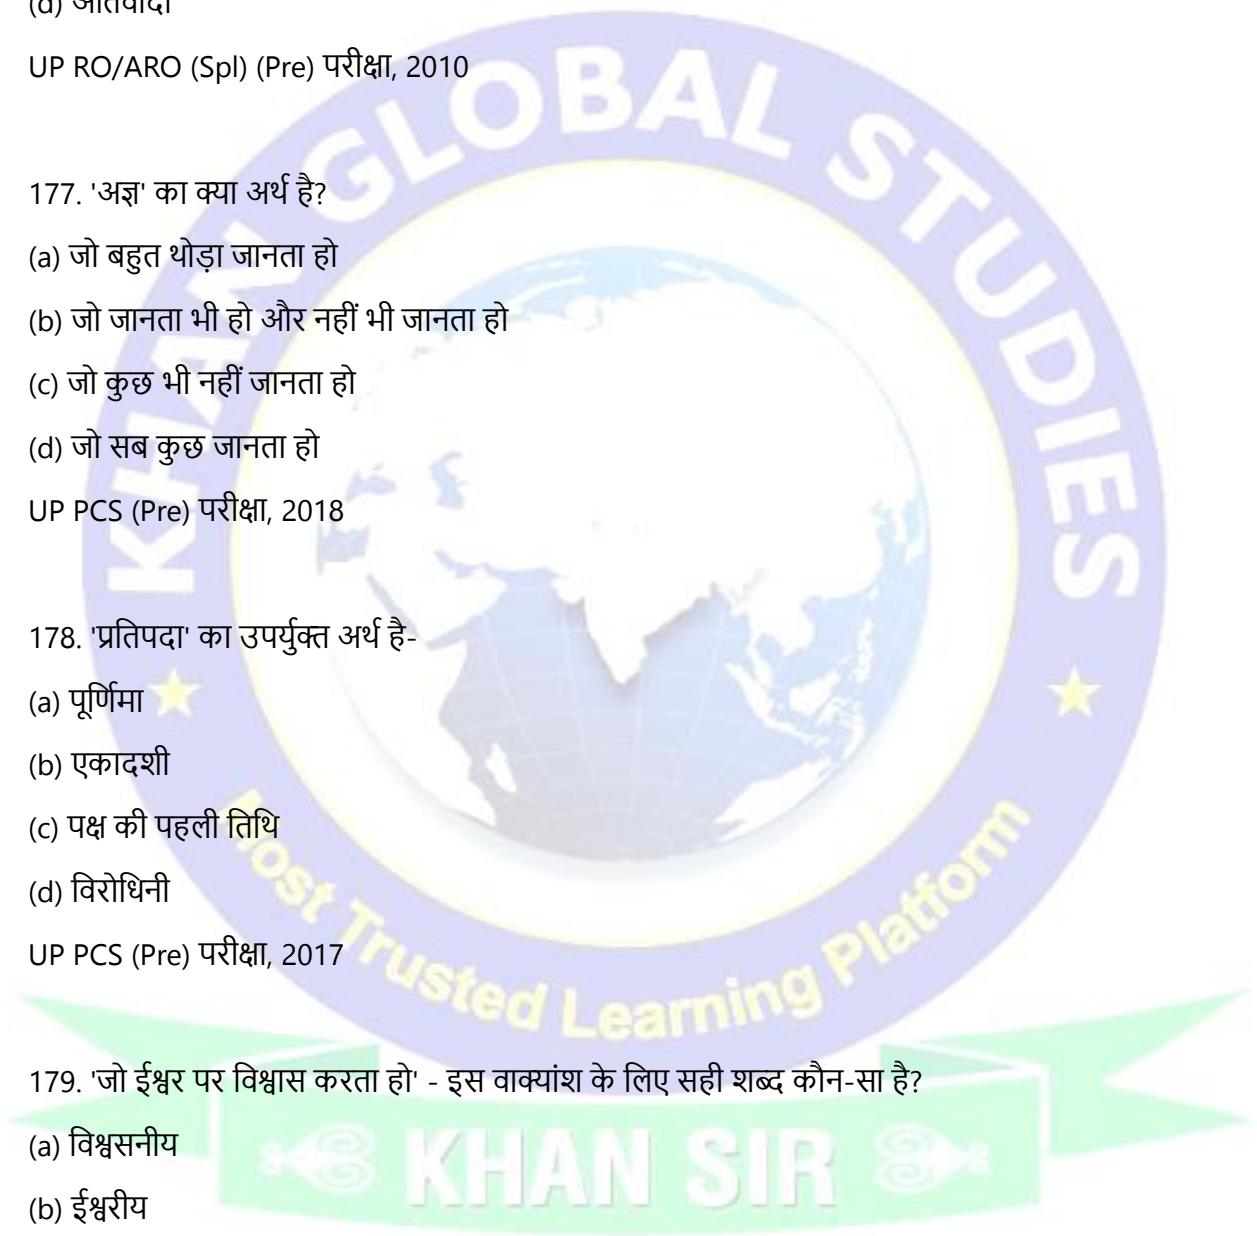 (d) अतिवादी
UP RO/ARO (Spl) (Pre) परीक्षा, 2010
177. 'अज्ञ' का क्या अर्थ है?
(a) जो बहुत थोड़ा जानता हो
(b) जो जानता भी हो और नहीं भी जानता हो
(c) जो कुछ भी नहीं जानता हो
(d) जो सब कुछ जानता हो
UP PCS (Pre) परीक्षा, 2018
178. 'प्रतिपदा' का उपर्युक्त अर्थ है-
(a) पूर्णिमा
(b) एकादशी
(c) पक्ष की पहली तिथि
(d) विरोधिनी
UP PCS (Pre) परीक्षा, 2017
179. 'जो ईश्वर पर विश्वास करता हो' - इस वाक्यांश के लिए सही शब्द कौन-सा है?
(a) विश्वसनीय
(b) ईश्वरीय
KHAN GLOBAL STUDIES
Most Trusted Learning Platform
KHAN SIR